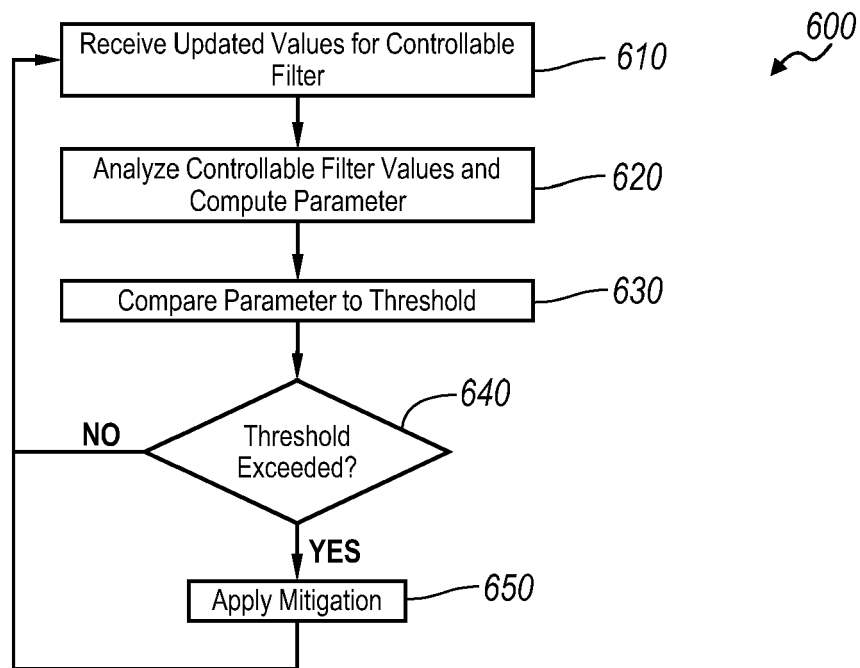 600
Receive Updated Values for Controllable
Filter
610
Analyze Controllable Filter Values and
Compute Parameter
620
Compare Parameter to Threshold
630
640
Threshold
Exceeded?
NO
YES
Apply Mitigation
650